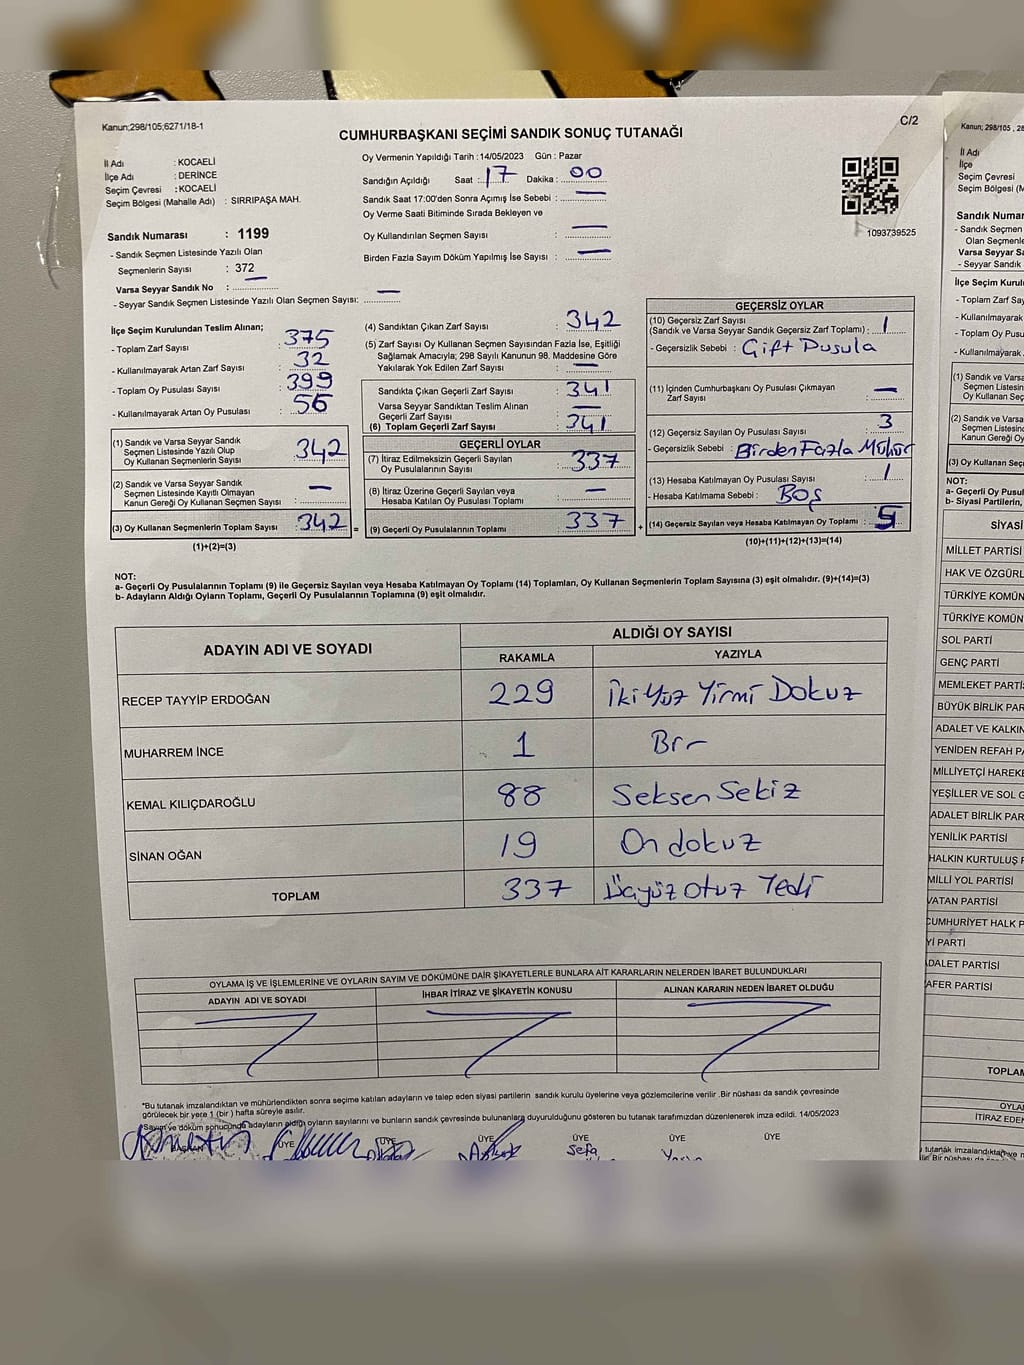 Kanun;298/105;6271/18-1
C/2
CUMHURBAŞKANI SEÇİMİ SANDIK SONUÇ TUTANAĞI
İl Adı : KOCAELİ
İlçe Adı : DERİNCE
Seçim Çevresi : KOCAELİ
Seçim Bölgesi (Mahalle Adı) : SIRRIPAŞA MAH.
Sandık Numarası : 1199
- Sandık Seçmen Listesinde Yazılı Olan
Seçmenlerin Sayısı : 372
Varsa Seyyar Sandık No : —
- Seyyar Sandık Seçmen Listesinde Yazılı Olan Seçmen Sayısı: —
Oy Vermenin Yapıldığı Tarih : 14/05/2023 Gün : Pazar
Sandığın Açıldığı Saat : 17 Dakika : 00
Sandık Saat 17:00'den Sonra Açımış İse Sebebi : —
Oy Verme Saati Bitiminde Sırada Bekleyen ve
Oy Kullandırılan Seçmen Sayısı : —
Birden Fazla Sayım Döküm Yapılmış İse Sayısı : —
1093739525
İlçe Seçim Kurulundan Teslim Alınan;
- Toplam Zarf Sayısı : 375
- Kullanılmayarak Artan Zarf Sayısı : 32
- Toplam Oy Pusulası Sayısı : 399
- Kullanılmayarak Artan Oy Pusulası : 56
(1) Sandık ve Varsa Seyyar Sandık
Seçmen Listesinde Yazılı Olup
Oy Kullanan Seçmenlerin Sayısı : 342
(2) Sandık ve Varsa Seyyar Sandık
Seçmen Listesinde Kayıtlı Olmayan
Kanun Gereği Oy Kullanan Seçmen Sayısı : —
(3) Oy Kullanan Seçmenlerin Toplam Sayısı : 342 =
(1)+(2)=(3)
(4) Sandıktan Çıkan Zarf Sayısı : 342
(5) Zarf Sayısı Oy Kullanan Seçmen Sayısından Fazla İse, Eşitliği
Sağlamak Amacıyla; 298 Sayılı Kanunun 98. Maddesine Göre
Yakılarak Yok Edilen Zarf Sayısı : —
Sandıkta Çıkan Geçerli Zarf Sayısı : 341
Varsa Seyyar Sandıktan Teslim Alınan
Geçerli Zarf Sayısı : —
(6) Toplam Geçerli Zarf Sayısı : 341
GEÇERLİ OYLAR
(7) İtiraz Edilmeksizin Geçerli Sayılan
Oy Pusulalarının Sayısı : 337
(8) İtiraz Üzerine Geçerli Sayılan veya
Hesaba Katılan Oy Pusulası Toplamı : —
(9) Geçerli Oy Pusulalarının Toplamı : 337 +
GEÇERSİZ OYLAR
(10) Geçersiz Zarf Sayısı
(Sandık ve Varsa Seyyar Sandık Geçersiz Zarf Toplamı) : 1
- Geçersizlik Sebebi : Çift Pusula
(11) İçinden Cumhurbaşkanı Oy Pusulası Çıkmayan
Zarf Sayısı : —
(12) Geçersiz Sayılan Oy Pusulası Sayısı : 3
- Geçersizlik Sebebi : Birden Fazla Mühür
(13) Hesaba Katılmayan Oy Pusulası Sayısı : 1
- Hesaba Katılmama Sebebi : Boş
(14) Geçersiz Sayılan veya Hesaba Katılmayan Oy Toplamı : 5
(10)+(11)+(12)+(13)=(14)
NOT:
a- Geçerli Oy Pusulalarının Toplamı (9) ile Geçersiz Sayılan veya Hesaba Katılmayan Oy Toplamı (14) Toplamları, Oy Kullanan Seçmenlerin Toplam Sayısına (3) eşit olmalıdır. (9)+(14)=(3)
b- Adayların Aldığı Oyların Toplamı, Geçerli Oy Pusulalarının Toplamına (9) eşit olmalıdır.
ADAYIN ADI VE SOYADI ALDIĞI OY SAYISI
RAKAMLA YAZIYLA
RECEP TAYYİP ERDOĞAN 229 İki Yüz Yirmi Dokuz
MUHARREM İNCE 1 Bir
KEMAL KILIÇDAROĞLU 88 Seksen Sekiz
SİNAN OĞAN 19 On dokuz
TOPLAM 337 Üçyüz Otuz Yedi
OYLAMA İŞ VE İŞLEMLERİNE VE OYLARIN SAYIM VE DÖKÜMÜNE DAİR ŞİKAYETLERLE BUNLARA AİT KARARLARIN NELERDEN İBARET BULUNDUKLARI
ADAYIN ADI VE SOYADI İHBAR İTİRAZ VE ŞİKAYETİN KONUSU ALINAN KARARIN NEDEN İBARET OLDUĞU
*Bu tutanak imzalandıktan ve mühürlendikten sonra seçime katılan adayların ve talep eden siyasi partilerin sandık kurulu üyelerine veya gözlemcilerine verilir .Bir nüshası da sandık çevresinde
görülecek bir yere 1 (bir ) hafta süreyle asılır.
*Sayım ve döküm sonucunda adayların aldığı oyların sayılarını ve bunların sandık çevresinde bulunanlara duyurulduğunu gösteren bu tutanak tarafımızdan düzenlenerek imza edildi. 14/05/2023
BAŞKAN ÜYE ÜYE ÜYE ÜYE ÜYE ÜYE
Sefa
Kanun; 298/105
İl Adı
İlçe
Seçim Çevresi
Seçim Bölgesi
Sandık Numar
- Sandık Seçmen
Olan Seçmenle
Varsa Seyyar Sa
- Seyyar Sandık
İlçe Seçim Kurul
- Toplam Zarf Say
- Kullanılmayarak
- Toplam Oy Pusu
- Kullanılmayarak
(1) Sandık ve Varsa
Seçmen Listesin
Oy Kullanan Seç
(2) Sandık ve Varsa
Seçmen Listesin
Kanun Gereği Oy
(3) Oy Kullanan Seç
NOT:
a- Geçerli Oy Pusul
b- Siyasi Partilerin,
SİYASİ
MİLLET PARTİSİ
HAK VE ÖZGÜRL
TÜRKİYE KOMÜN
TÜRKİYE KOMÜN
SOL PARTİ
GENÇ PARTİ
MEMLEKET PARTİS
BÜYÜK BİRLİK PAR
ADALET VE KALKIN
YENİDEN REFAH PA
MİLLİYETÇİ HAREKE
YEŞİLLER VE SOL G
ADALET BİRLİK PAR
YENİLİK PARTİSİ
HALKIN KURTULUŞ P
MİLLİ YOL PARTİSİ
VATAN PARTİSİ
CUMHURİYET HALK P
Yİ PARTİ
ADALET PARTİSİ
AFER PARTİSİ
TOPLAM
OYLA
İTİRAZ EDEN